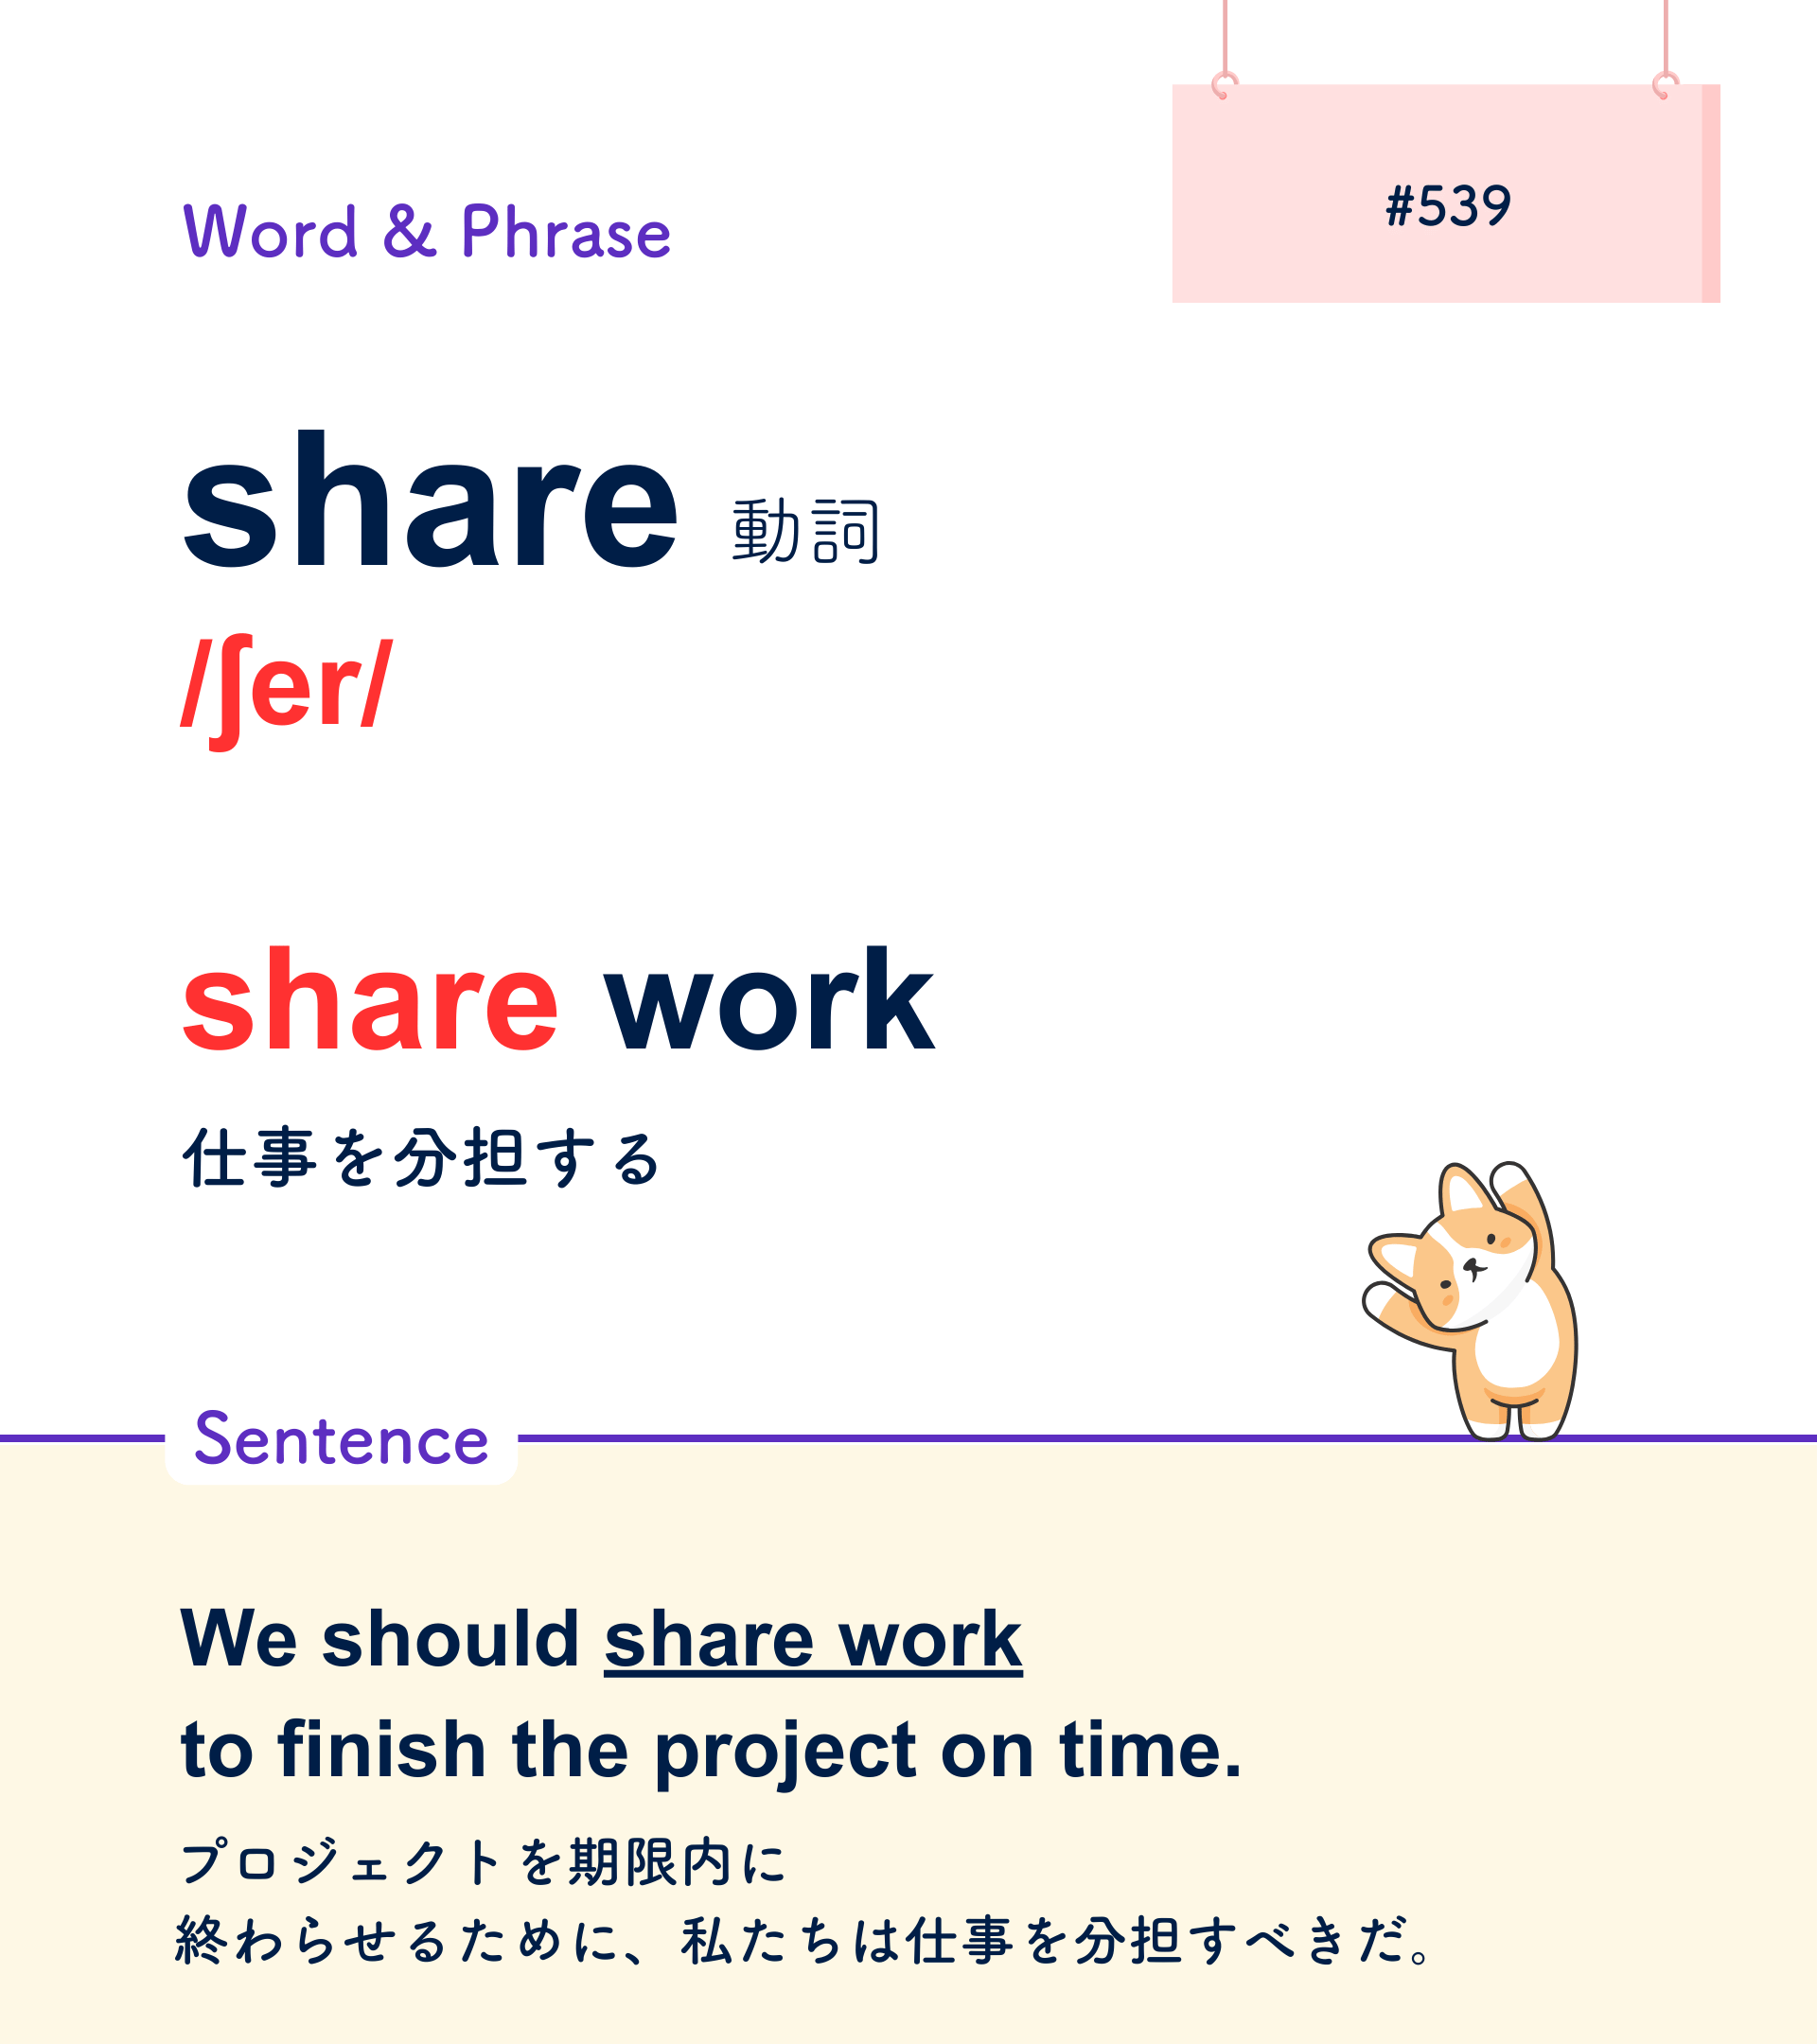 #539
Word & Phrase
share 動詞
/ʃer/
share work
仕事を分担する
Sentence
We should share work
to finish the project on time.
プロジェクトを期限内に
終わらせるために、私たちは仕事を分担すべきだ。